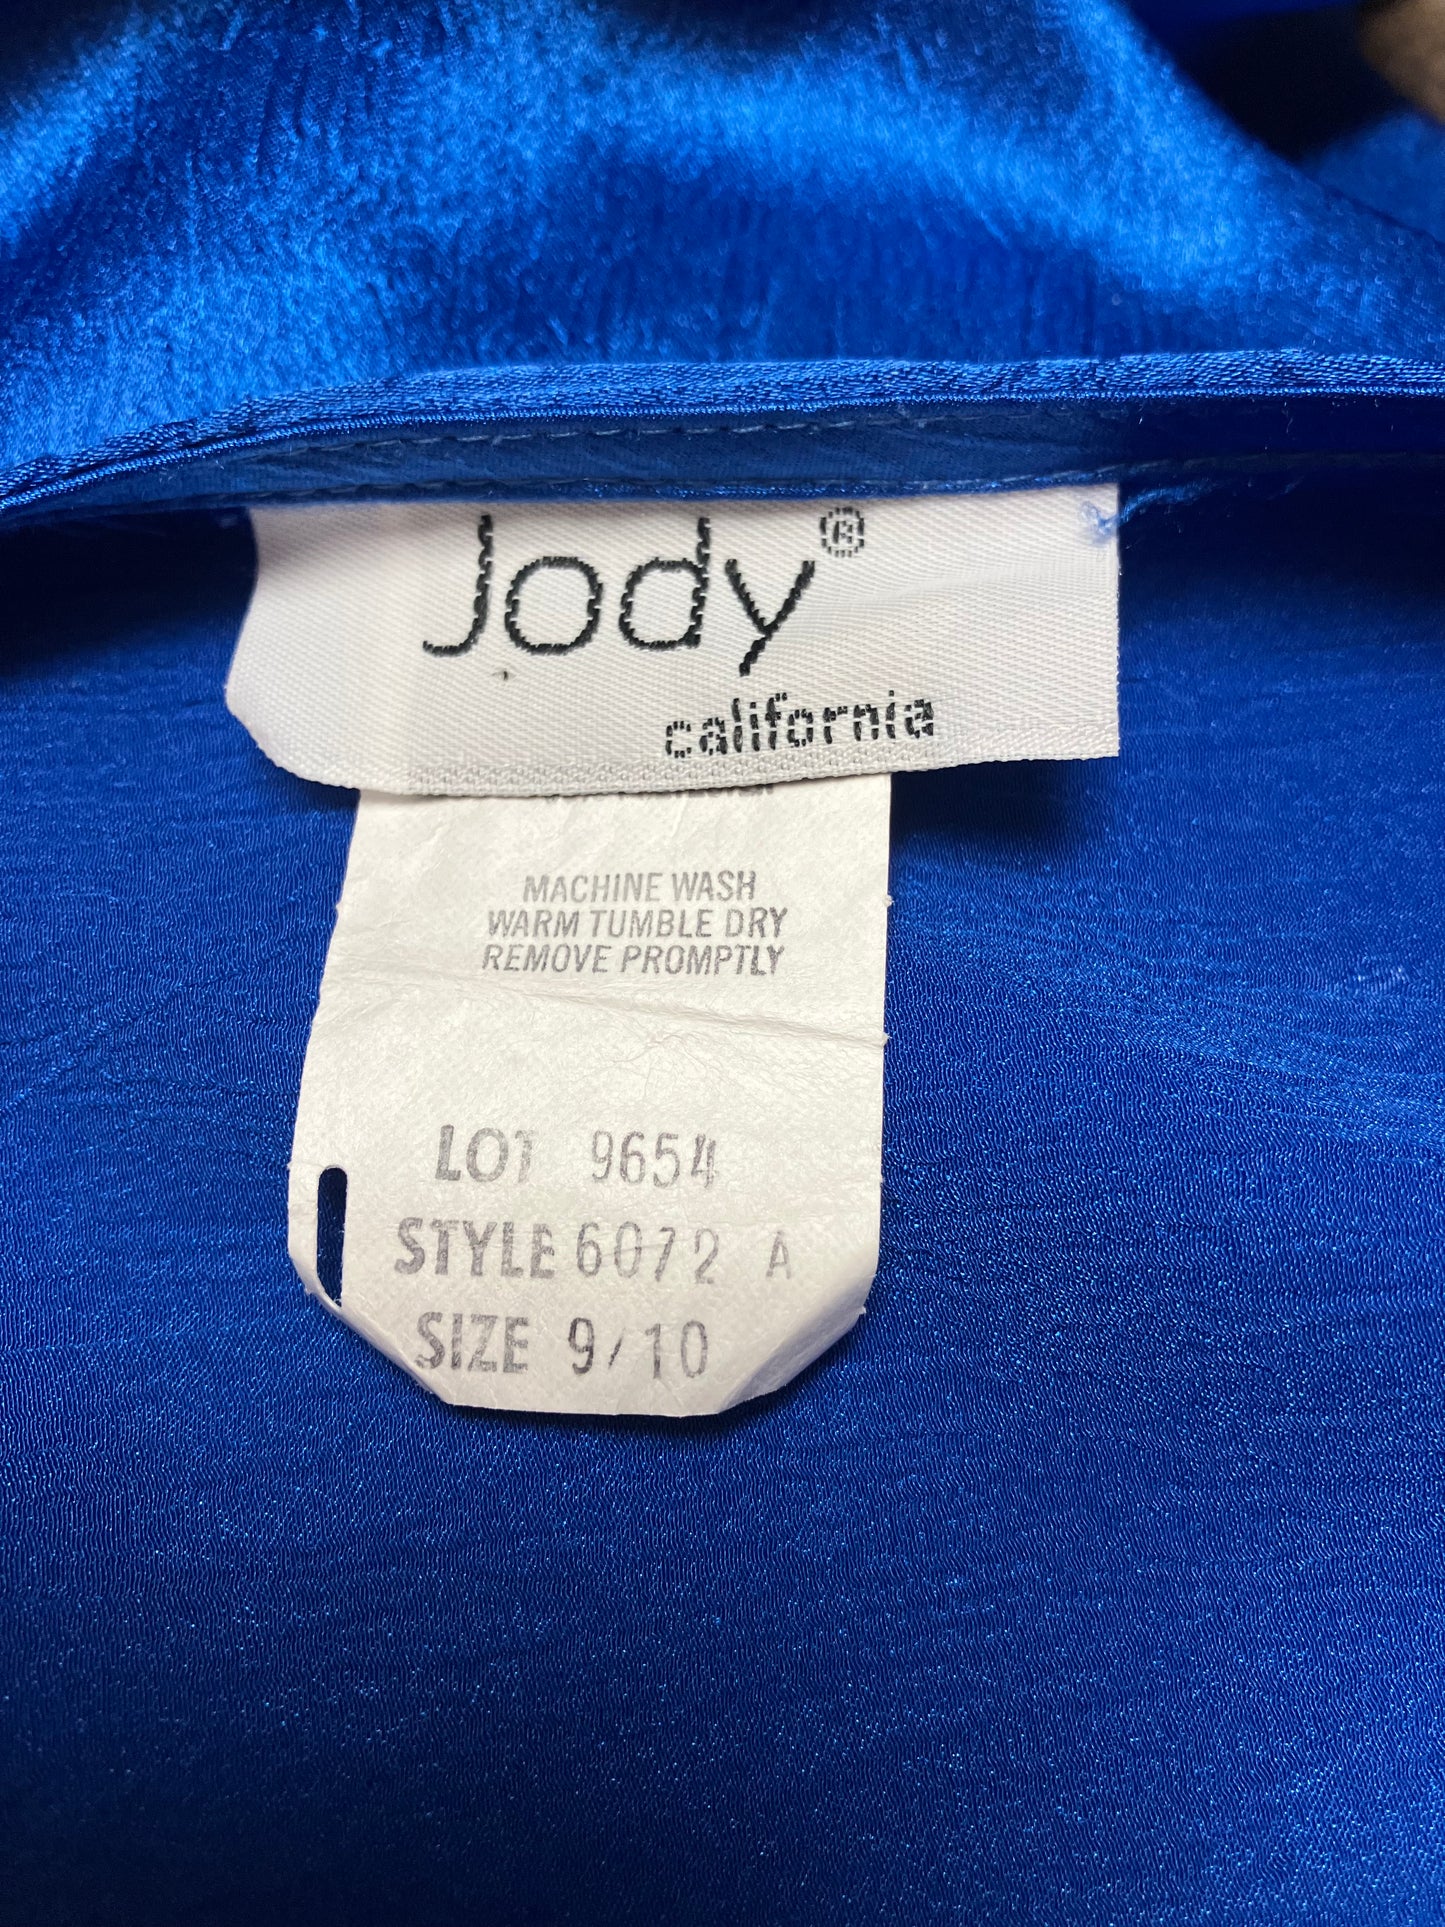 Jody®
california
MACHINE WASH
WARM TUMBLE DRY
REMOVE PROMPTLY
LOT 9654
STYLE 6072 A
SIZE 9/10